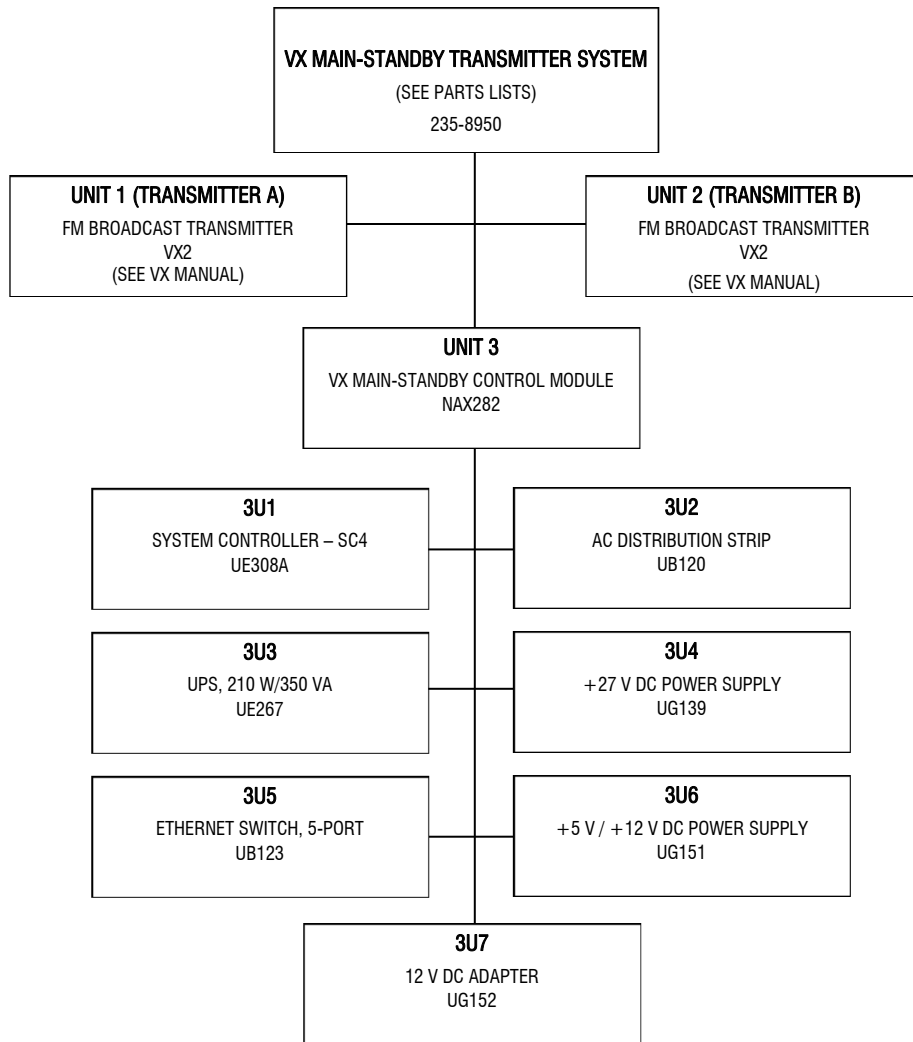 VX MAIN-STANDBY TRANSMITTER SYSTEM
(SEE PARTS LISTS)
235-8950
UNIT 1 (TRANSMITTER A)
FM BROADCAST TRANSMITTER
VX2
(SEE VX MANUAL)
UNIT 2 (TRANSMITTER B)
FM BROADCAST TRANSMITTER
VX2
(SEE VX MANUAL)
UNIT 3
VX MAIN-STANDBY CONTROL MODULE
NAX282
3U1
SYSTEM CONTROLLER – SC4
UE308A
3U2
AC DISTRIBUTION STRIP
UB120
3U3
UPS, 210 W/350 VA
UE267
3U4
+27 V DC POWER SUPPLY
UG139
3U5
ETHERNET SWITCH, 5-PORT
UB123
3U6
+5 V / +12 V DC POWER SUPPLY
UG151
3U7
12 V DC ADAPTER
UG152